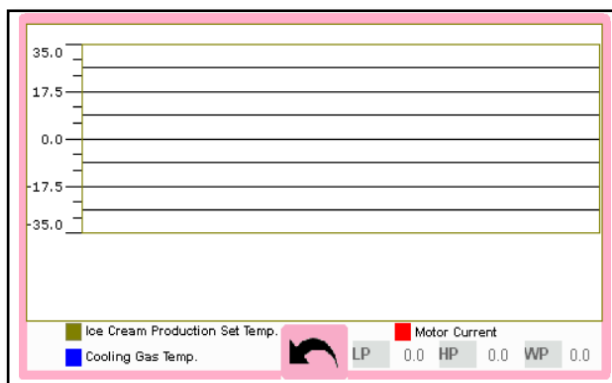 35.0
17.5
0.0
-17.5
-35.0
Ice Cream Production Set Temp. Motor Current
Cooling Gas Temp. LP 0.0 HP 0.0 WP 0.0